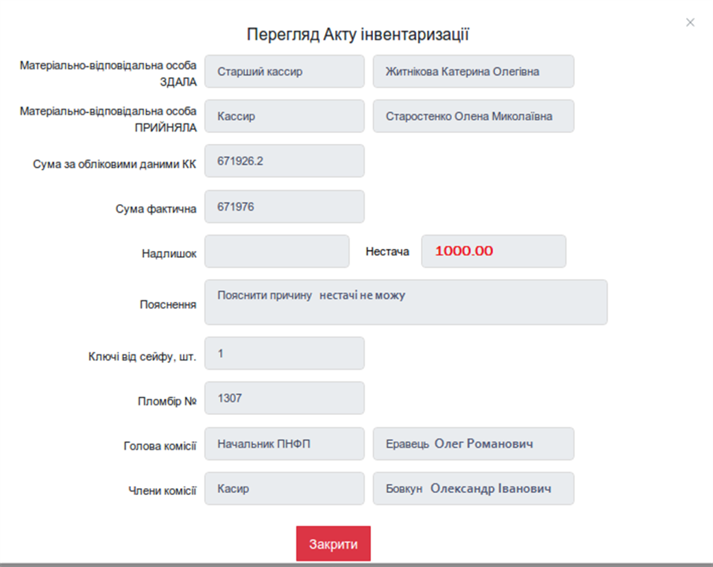 Перегляд Акту інвентаризації
×
Матеріально-відповідальна особа
ЗДАЛА
Старший кассир Житнікова Катерина Олегівна
Матеріально-відповідальна особа
ПРИЙНЯЛА
Кассир Старостенко Олена Миколаївна
Сума за обліковими даними КК 671926.2
Сума фактична 671976
Надлишок Нестача 1000.00
Пояснення Пояснити причину нестачі не можу
Ключі від сейфу, шт. 1
Пломбір № 1307
Голова комісії Начальник ПНФП Еравець Олег Романович
Члени комісії Касир Бовкун Олександр Іванович
Закрити